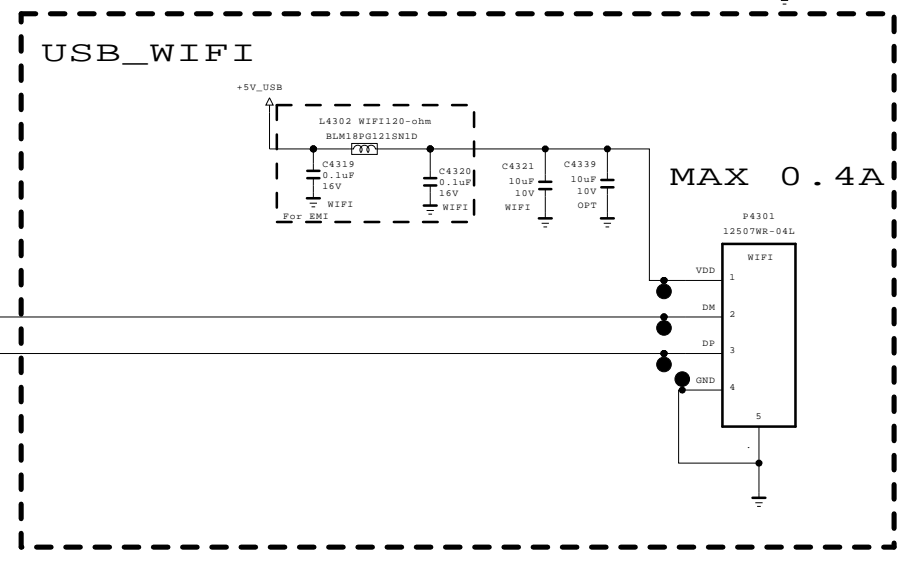 USB_WIFI
+5V_USB
L4302 WIFI120-ohm
BLM18PG121SN1D
C4319
0.1uF
16V
WIFI
For EMI
C4320
0.1uF
16V
WIFI
C4321
10uF
10V
WIFI
C4339
10uF
10V
OPT
MAX 0.4A
P4301
12507WR-04L
WIFI
VDD
1
DM
2
DP
3
GND
4
5
.